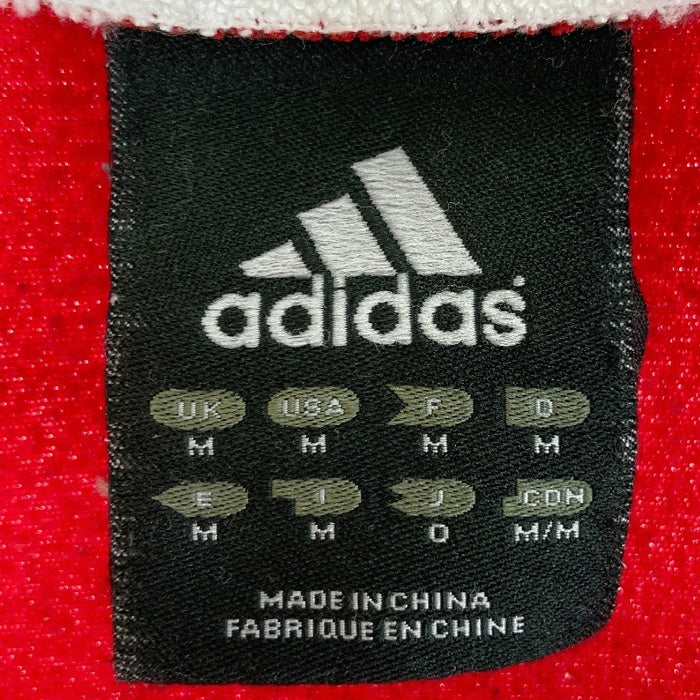 adidas
UK USA F D
M M M M
E I J CDN
M M O M/M
MADE IN CHINA
FABRIQUE EN CHINE